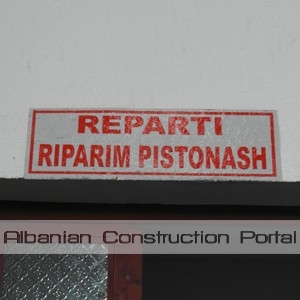 REPARTI
RIPARIM PISTONASH
Albanian Construction Portal